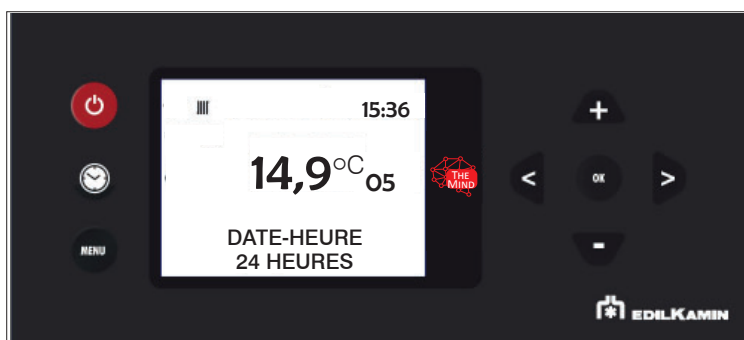 15:36
14,9°C 05
THE
MIND
DATE-HEURE
24 HEURES
MENU
+
< OK >
-
EDILKAMIN